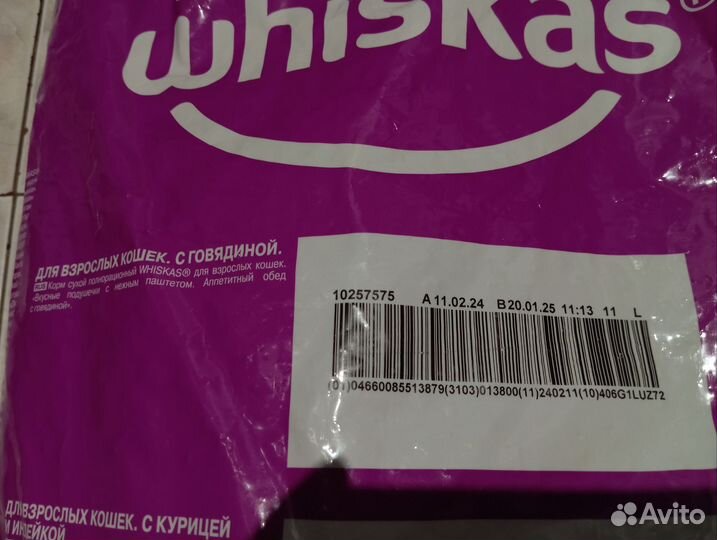 whiskas
ДЛЯ ВЗРОСЛЫХ КОШЕК. С ГОВЯДИНОЙ.
RUS Корм сухой полнорационный WHISKAS® для взрослых кошек.
«Вкусные подушечки с нежным паштетом. Аппетитный обед
с говядиной».
10257575 A 11.02.24 B 20.01.25 11:13 11 L
(01)04660085513879(3103)013800(11)240211(10)406G1LUZ72
ДЛЯ ВЗРОСЛЫХ КОШЕК. С КУРИЦЕЙ
И ИНДЕЙКОЙ
Avito